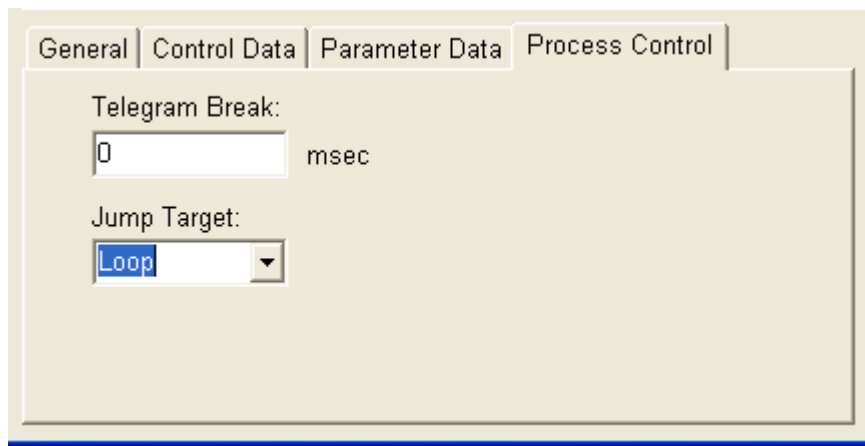 General Control Data Parameter Data Process Control
Telegram Break:
0 msec
Jump Target:
Loop